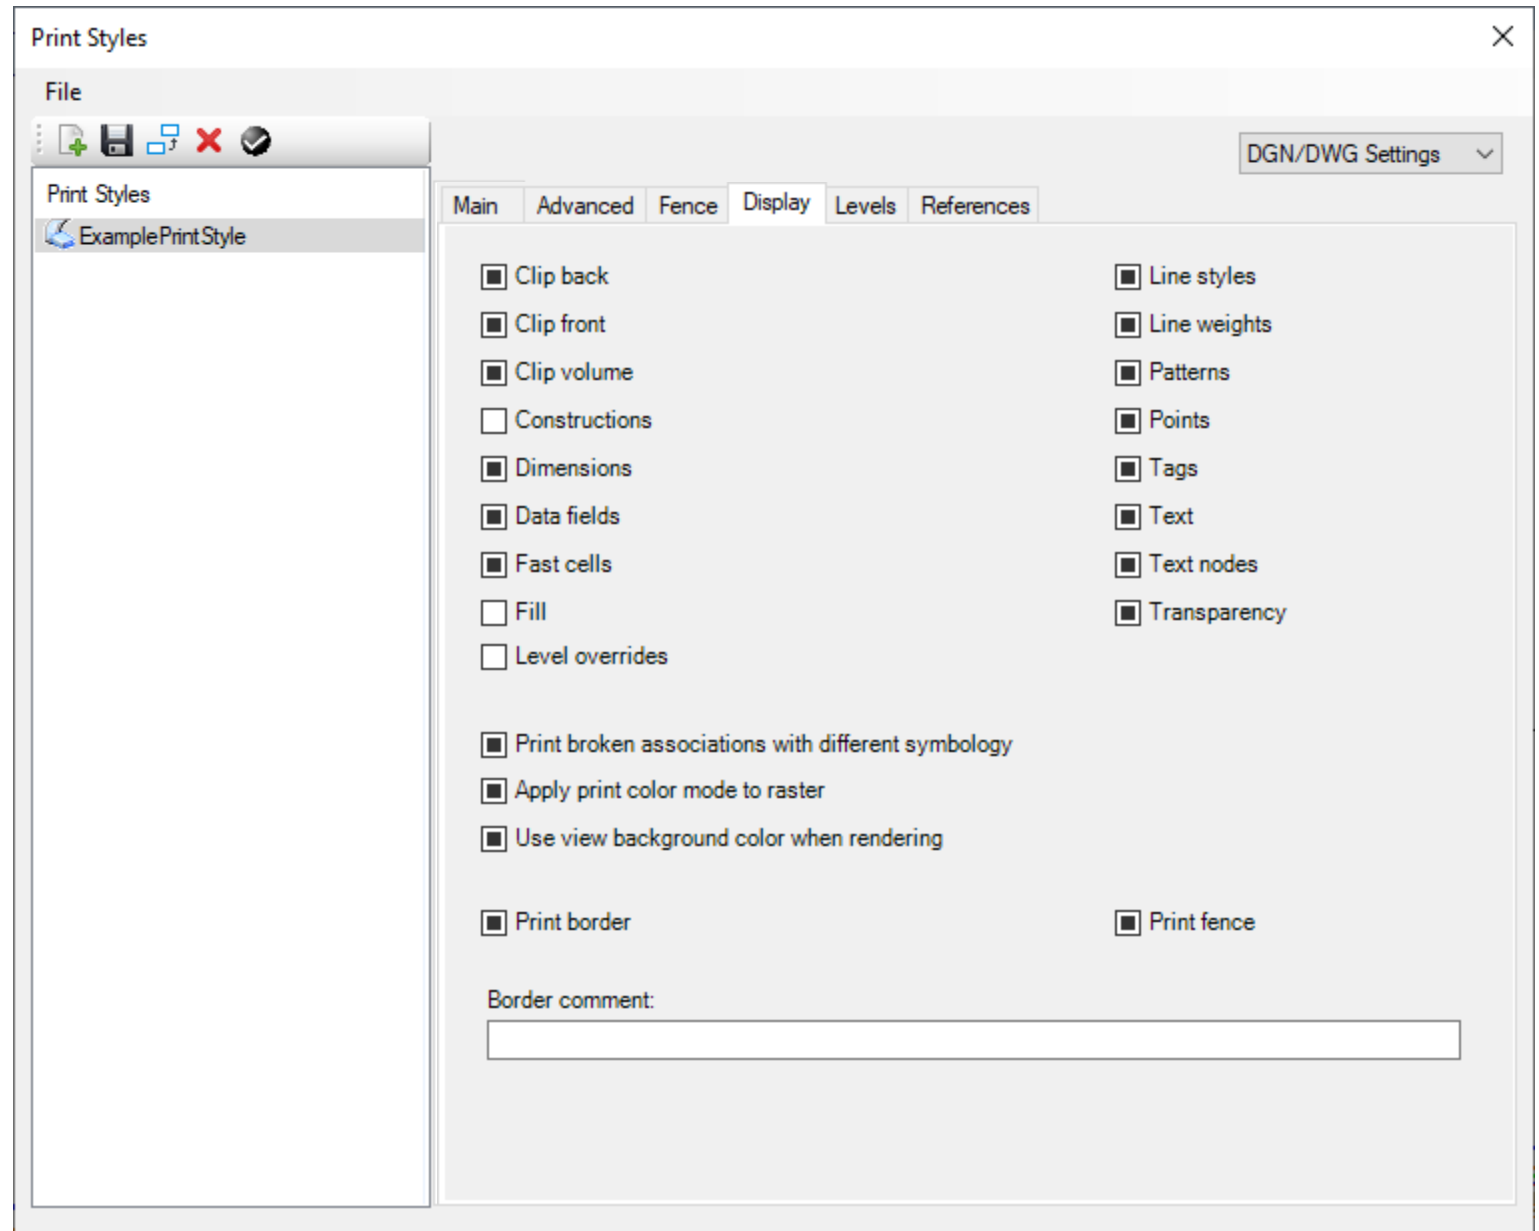 Print Styles
File
DGN/DWG Settings
Print Styles
ExamplePrintStyle
Main Advanced Fence Display Levels References
Clip back
Clip front
Clip volume
Constructions
Dimensions
Data fields
Fast cells
Fill
Level overrides
Line styles
Line weights
Patterns
Points
Tags
Text
Text nodes
Transparency
Print broken associations with different symbology
Apply print color mode to raster
Use view background color when rendering
Print border
Print fence
Border comment: